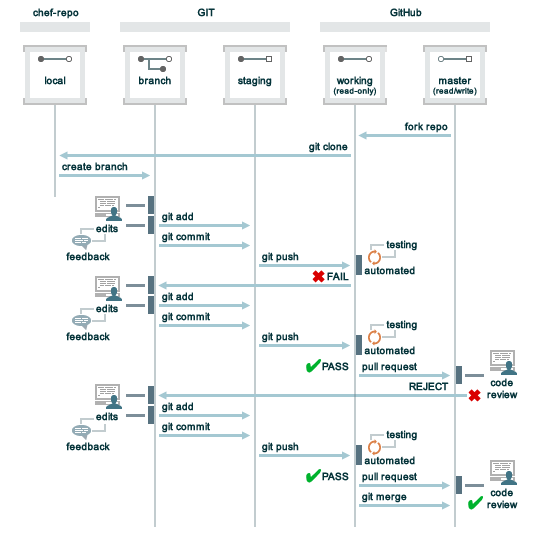 chef-repo GIT GitHub
local branch staging working master
(read-only) (read/write)
fork repo
git clone
create branch
git add
edits
git commit
feedback
testing
git push
automated
FAIL
git add
edits
git commit
feedback
testing
git push
automated
PASS pull request
code
REJECT review
git add
edits
git commit
feedback
testing
git push
automated
PASS pull request
code
git merge review